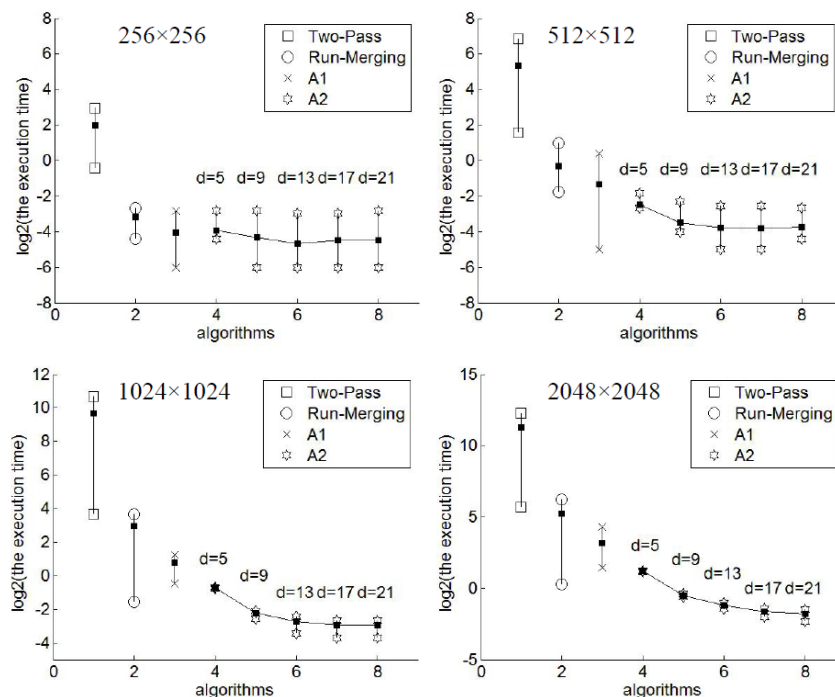 256×256
Two-Pass
Run-Merging
A1
A2
d=5 d=9 d=13 d=17 d=21
log2(the execution time)
8
6
4
2
0
-2
-4
-6
-8
0 2 4 6 8
algorithms
512×512
Two-Pass
Run-Merging
A1
A2
d=5 d=9 d=13 d=17 d=21
log2(the execution time)
8
6
4
2
0
-2
-4
-6
-8
0 2 4 6 8
algorithms
1024×1024
Two-Pass
Run-Merging
A1
A2
d=5
d=9
d=13 d=17 d=21
log2(the execution time)
12
10
8
6
4
2
0
-2
-4
0 2 4 6 8
algorithms
2048×2048
Two-Pass
Run-Merging
A1
A2
d=5
d=9
d=13
d=17 d=21
log2(the execution time)
15
10
5
0
-5
0 2 4 6 8
algorithms